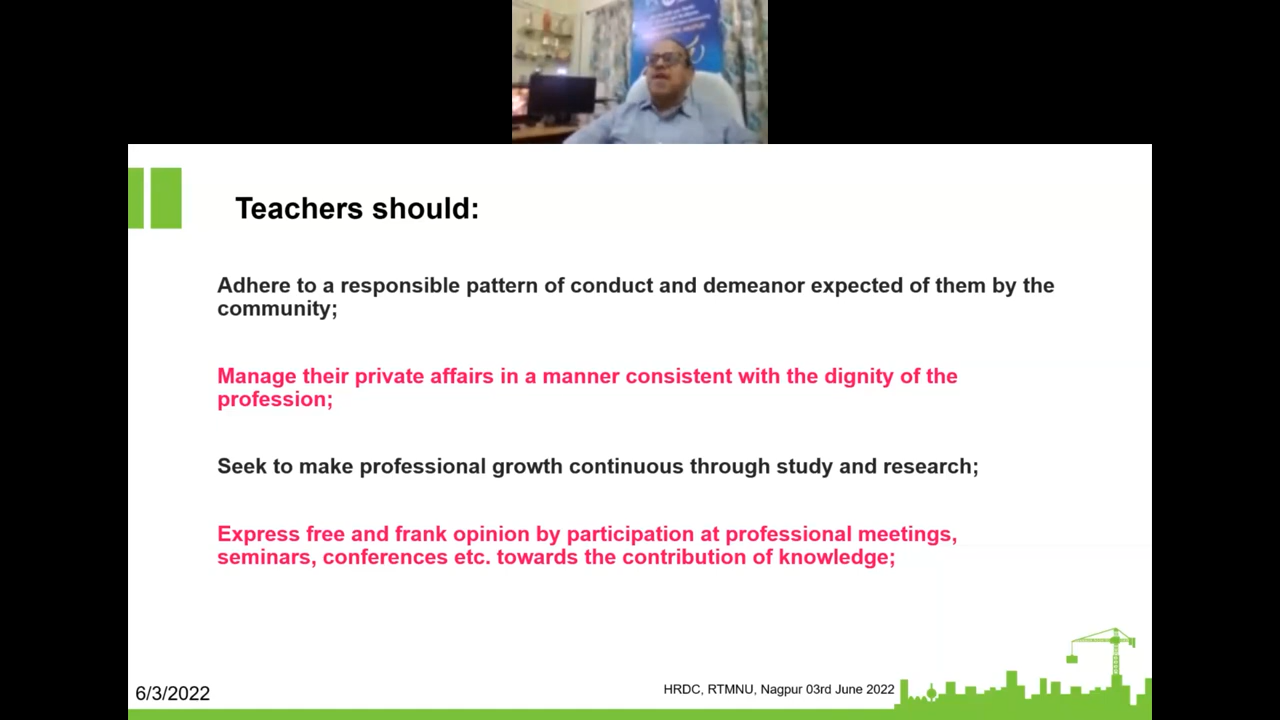 Teachers should:
Adhere to a responsible pattern of conduct and demeanor expected of them by the
community;
Manage their private affairs in a manner consistent with the dignity of the
profession;
Seek to make professional growth continuous through study and research;
Express free and frank opinion by participation at professional meetings,
seminars, conferences etc. towards the contribution of knowledge;
6/3/2022
HRDC, RTMNU, Nagpur 03rd June 2022